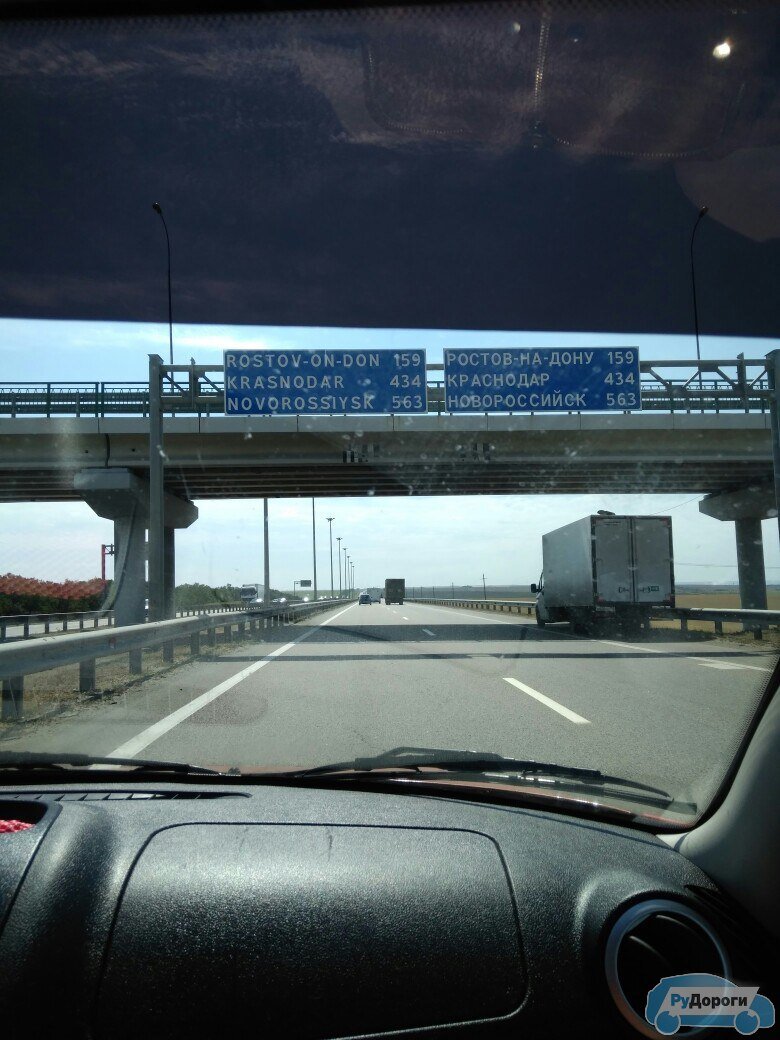 ROSTOV-ON-DON 159
KRASNODAR 434
NOVOROSSIYSK 563
РОСТОВ-НА-ДОНУ 159
КРАСНОДАР 434
НОВОРОССИЙСК 563
РуДороги